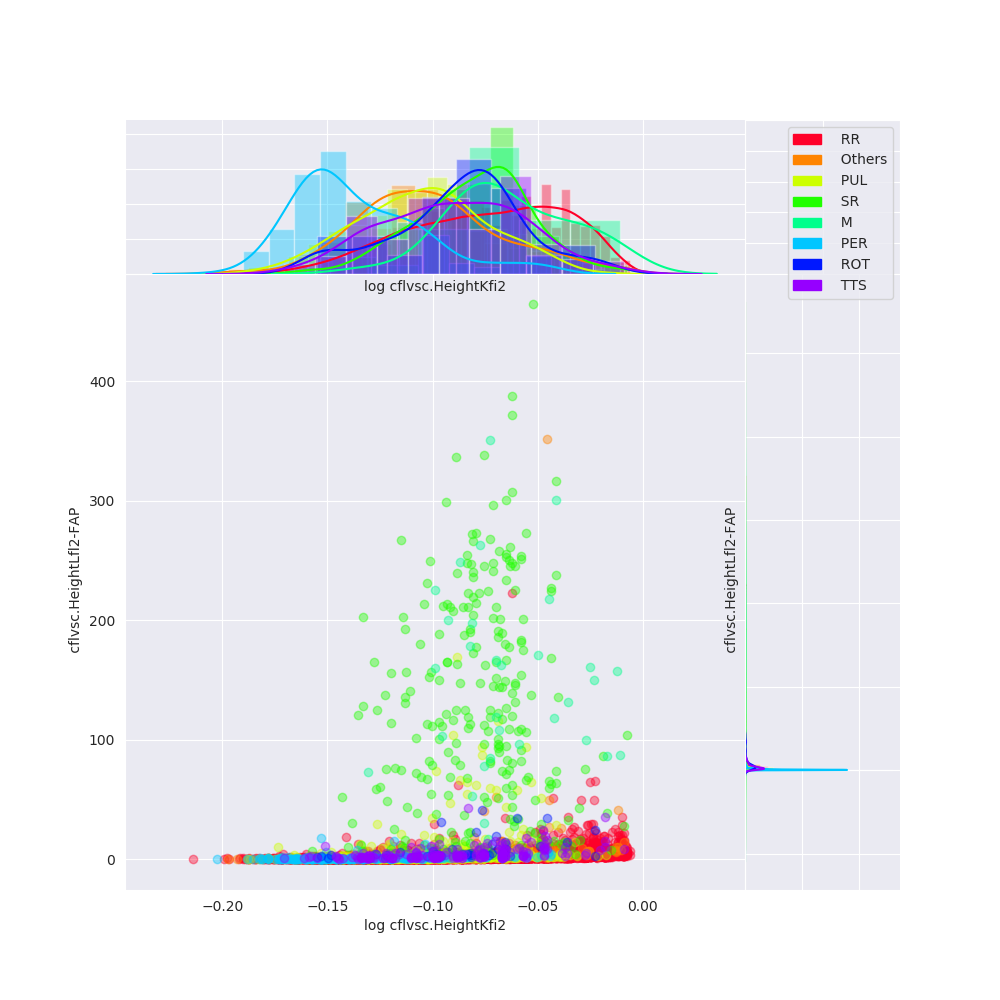 RR
Others
PUL
SR
M
PER
ROT
TTS
log cflvsc.HeightKfi2
400
300
200
100
0
cflvsc.HeightLfl2-FAP
cflvsc.HeightLfl2-FAP
−0.20 −0.15 −0.10 −0.05 0.00
log cflvsc.HeightKfi2